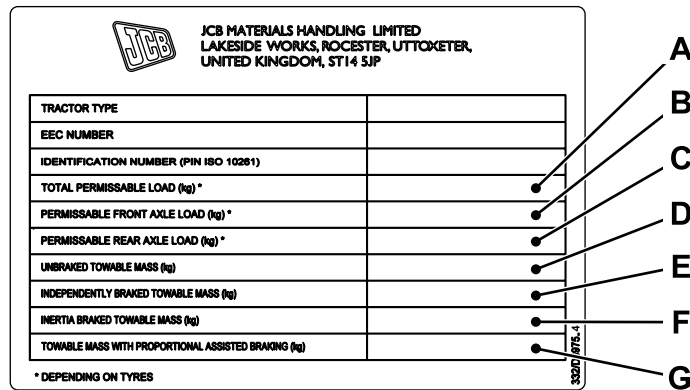 JCB
JCB MATERIALS HANDLING LIMITED
LAKESIDE WORKS, ROCESTER, UTTOXETER,
UNITED KINGDOM, ST14 5JP
TRACTOR TYPE
EEC NUMBER
IDENTIFICATION NUMBER (PIN ISO 10261)
TOTAL PERMISSABLE LOAD (kg) *
A
PERMISSABLE FRONT AXLE LOAD (kg) *
B
PERMISSABLE REAR AXLE LOAD (kg) *
C
UNBRAKED TOWABLE MASS (kg)
D
INDEPENDENTLY BRAKED TOWABLE MASS (kg)
E
INERTIA BRAKED TOWABLE MASS (kg)
F
TOWABLE MASS WITH PROPORTIONAL ASSISTED BRAKING (kg)
G
* DEPENDING ON TYRES